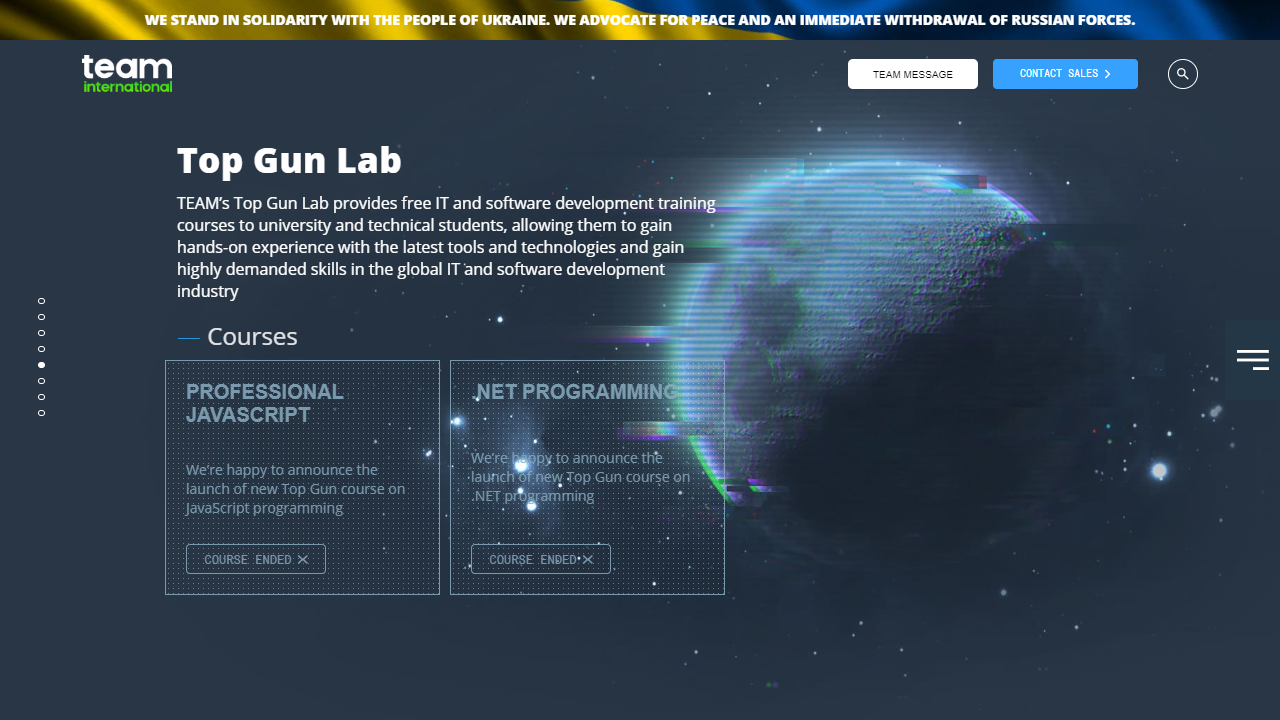 WE STAND IN SOLIDARITY WITH THE PEOPLE OF UKRAINE. WE ADVOCATE FOR PEACE AND AN IMMEDIATE WITHDRAWAL OF RUSSIAN FORCES.
team
international
TEAM MESSAGE
CONTACT SALES
Top Gun Lab
TEAM’s Top Gun Lab provides free IT and software development training
courses to university and technical students, allowing them to gain
hands-on experience with the latest tools and technologies and gain
highly demanded skills in the global IT and software development
industry
Courses
PROFESSIONAL
JAVASCRIPT
We’re happy to announce the
launch of new Top Gun course on
JavaScript programming
COURSE ENDED
.NET PROGRAMMING
We’re happy to announce the
launch of new Top Gun course on
.NET programming
COURSE ENDED